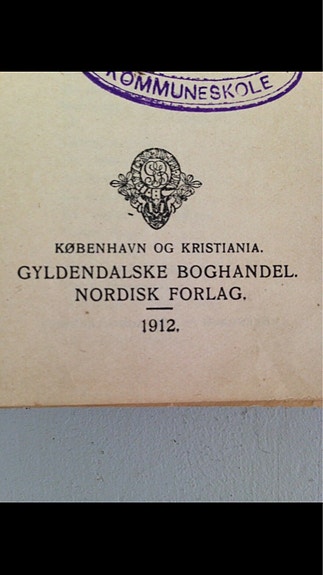 KOMMUNESKOLE
KØBENHAVN OG KRISTIANIA.
GYLDENDALSKE BOGHANDEL.
NORDISK FORLAG.
1912.